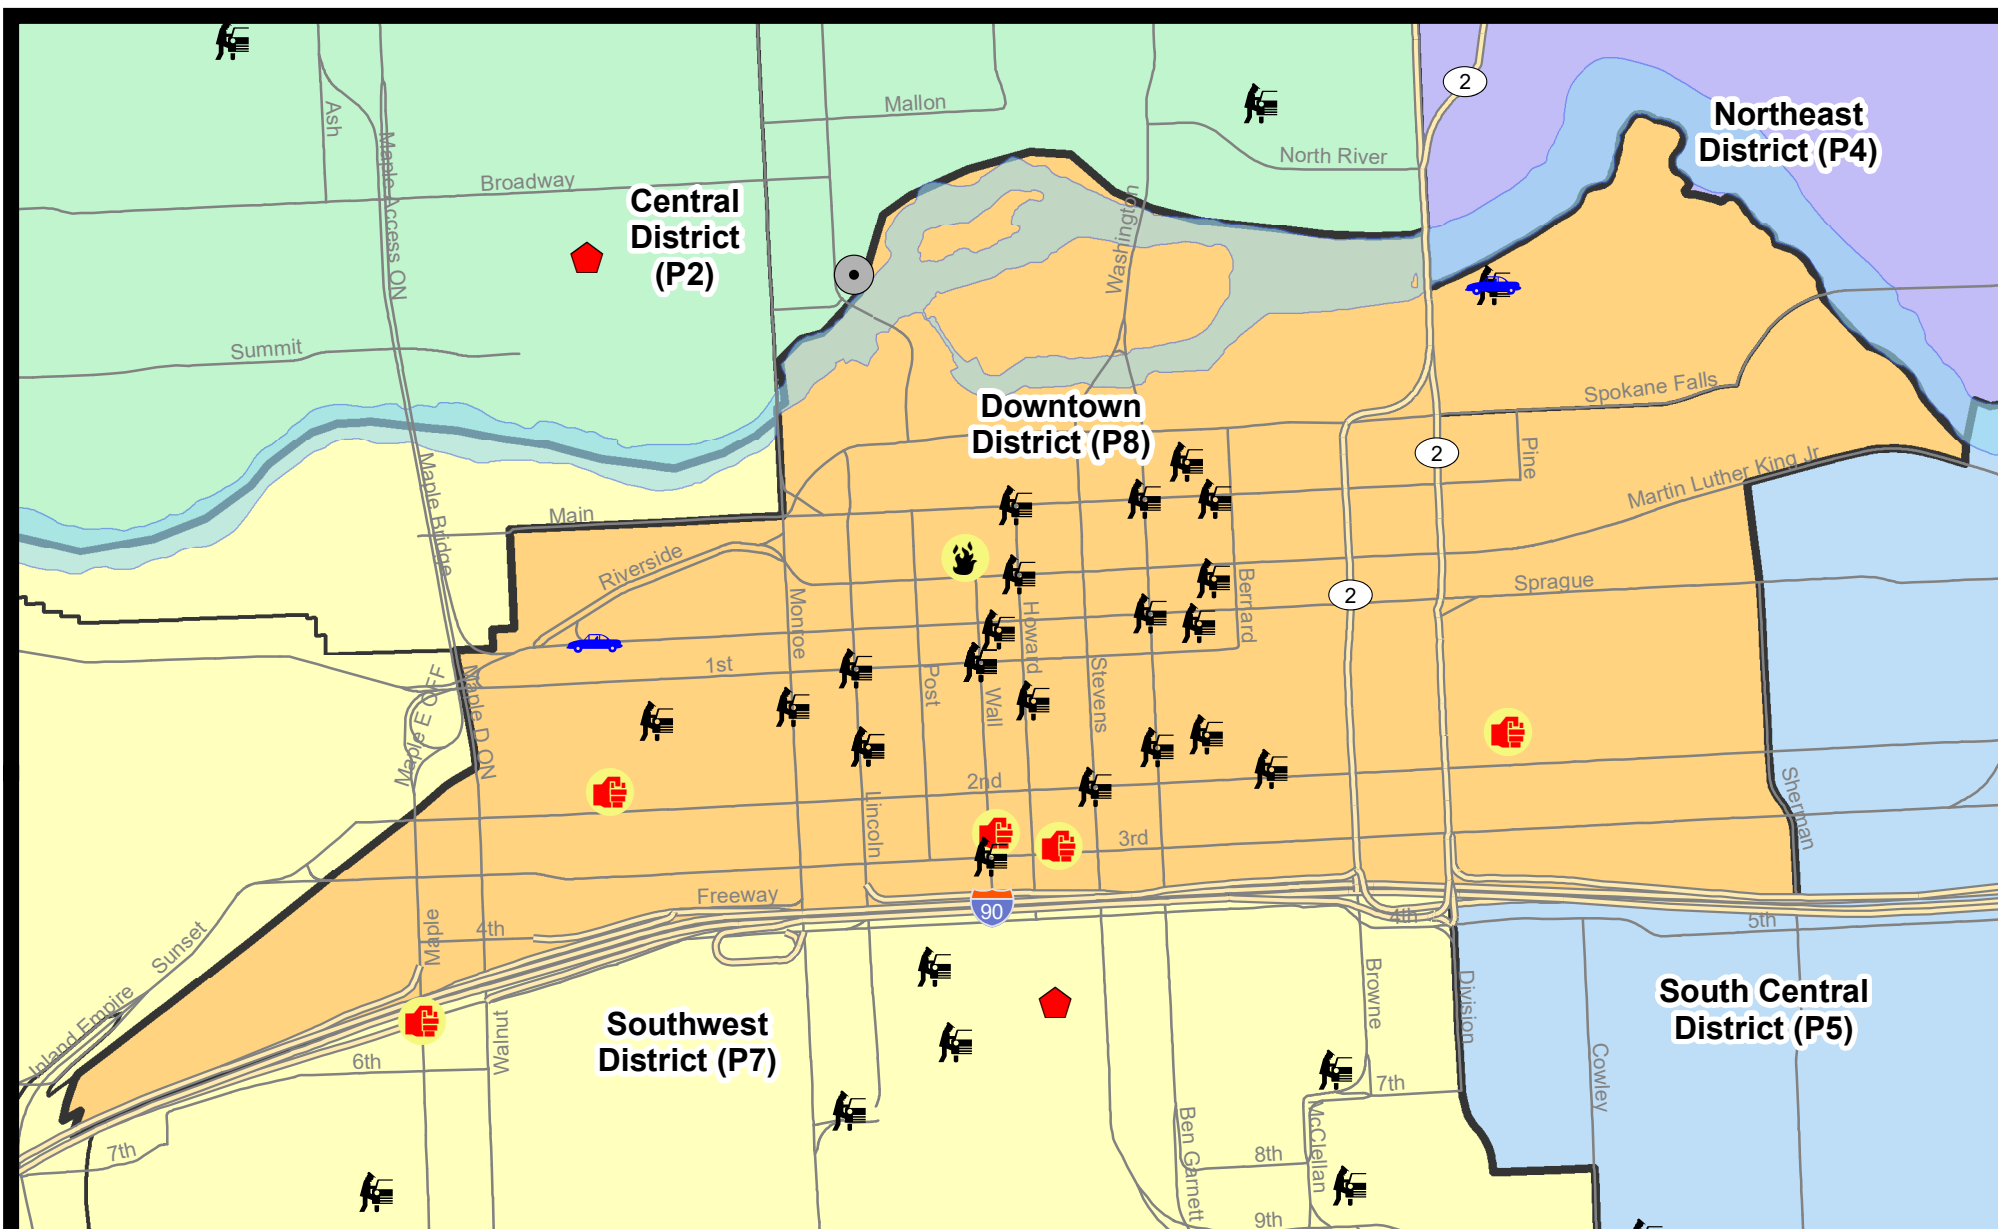 2
Northeast
District (P4)
Ash
Mallon
Maple Access ON
North River
Broadway
Central
District
(P2)
Washington
Summit
Spokane Falls
Downtown
District (P8)
Pine
Martin Luther King Jr
2
Maple Bridge
Main
Riverside
Sprague
2
Bernard
Monroe
Howard
1st
Post
Wall
Stevens
Maple E OFF
Maple D ON
2nd
Sherman
Lincoln
3rd
Freeway
90
4th
4th
5th
Maple
Sunset
Browne
Division
Inland Empire
South Central
District (P5)
Southwest
District (P7)
Walnut
6th
Cowley
7th
7th
Ben Garnett
McClellan
8th
9th